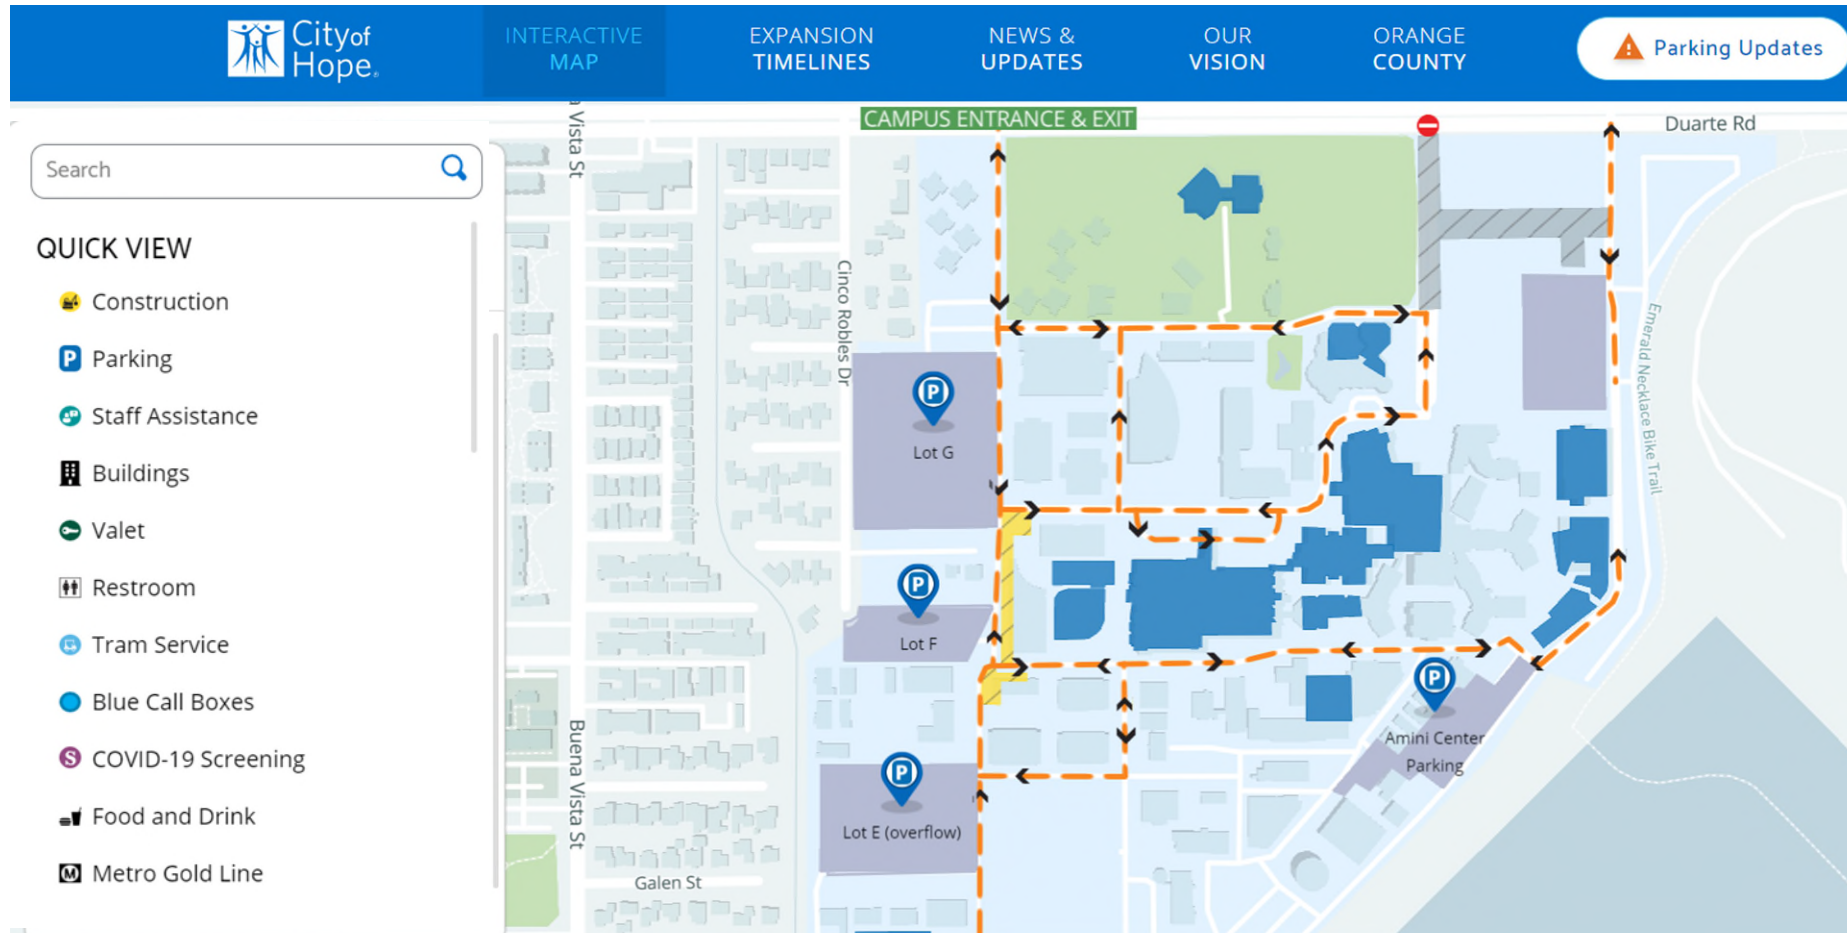 Cityof
Hope®
INTERACTIVE
MAP
EXPANSION
TIMELINES
NEWS &
UPDATES
OUR
VISION
ORANGE
COUNTY
Parking Updates
CAMPUS ENTRANCE & EXIT
Duarte Rd
a Vista St
Search
QUICK VIEW
Construction
P Parking
Staff Assistance
Buildings
Valet
Restroom
Tram Service
Blue Call Boxes
S COVID-19 Screening
Food and Drink
M Metro Gold Line
Cinco Robles Dr
Emerald Necklace Bike Trail
P
Lot G
P
Lot F
P
Amini Center
Parking
Buena Vista St
P
Lot E (overflow)
Galen St